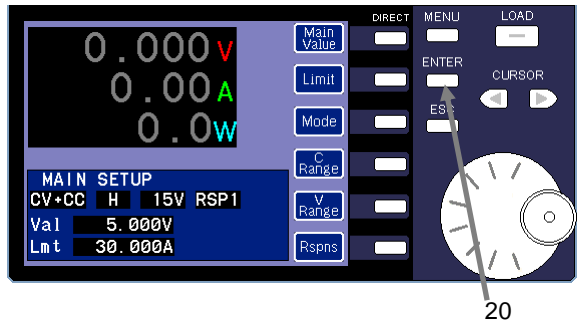 DIRECT MENU LOAD
0.000V
Main
Value
0.00A
Limit
ENTER
CURSOR
0.0W
Mode
ESC
MAIN SETUP
C
Range
CV+CC H 15V RSP1
Val 5.000V
V
Range
Lmt 30.000A
Rspns
20